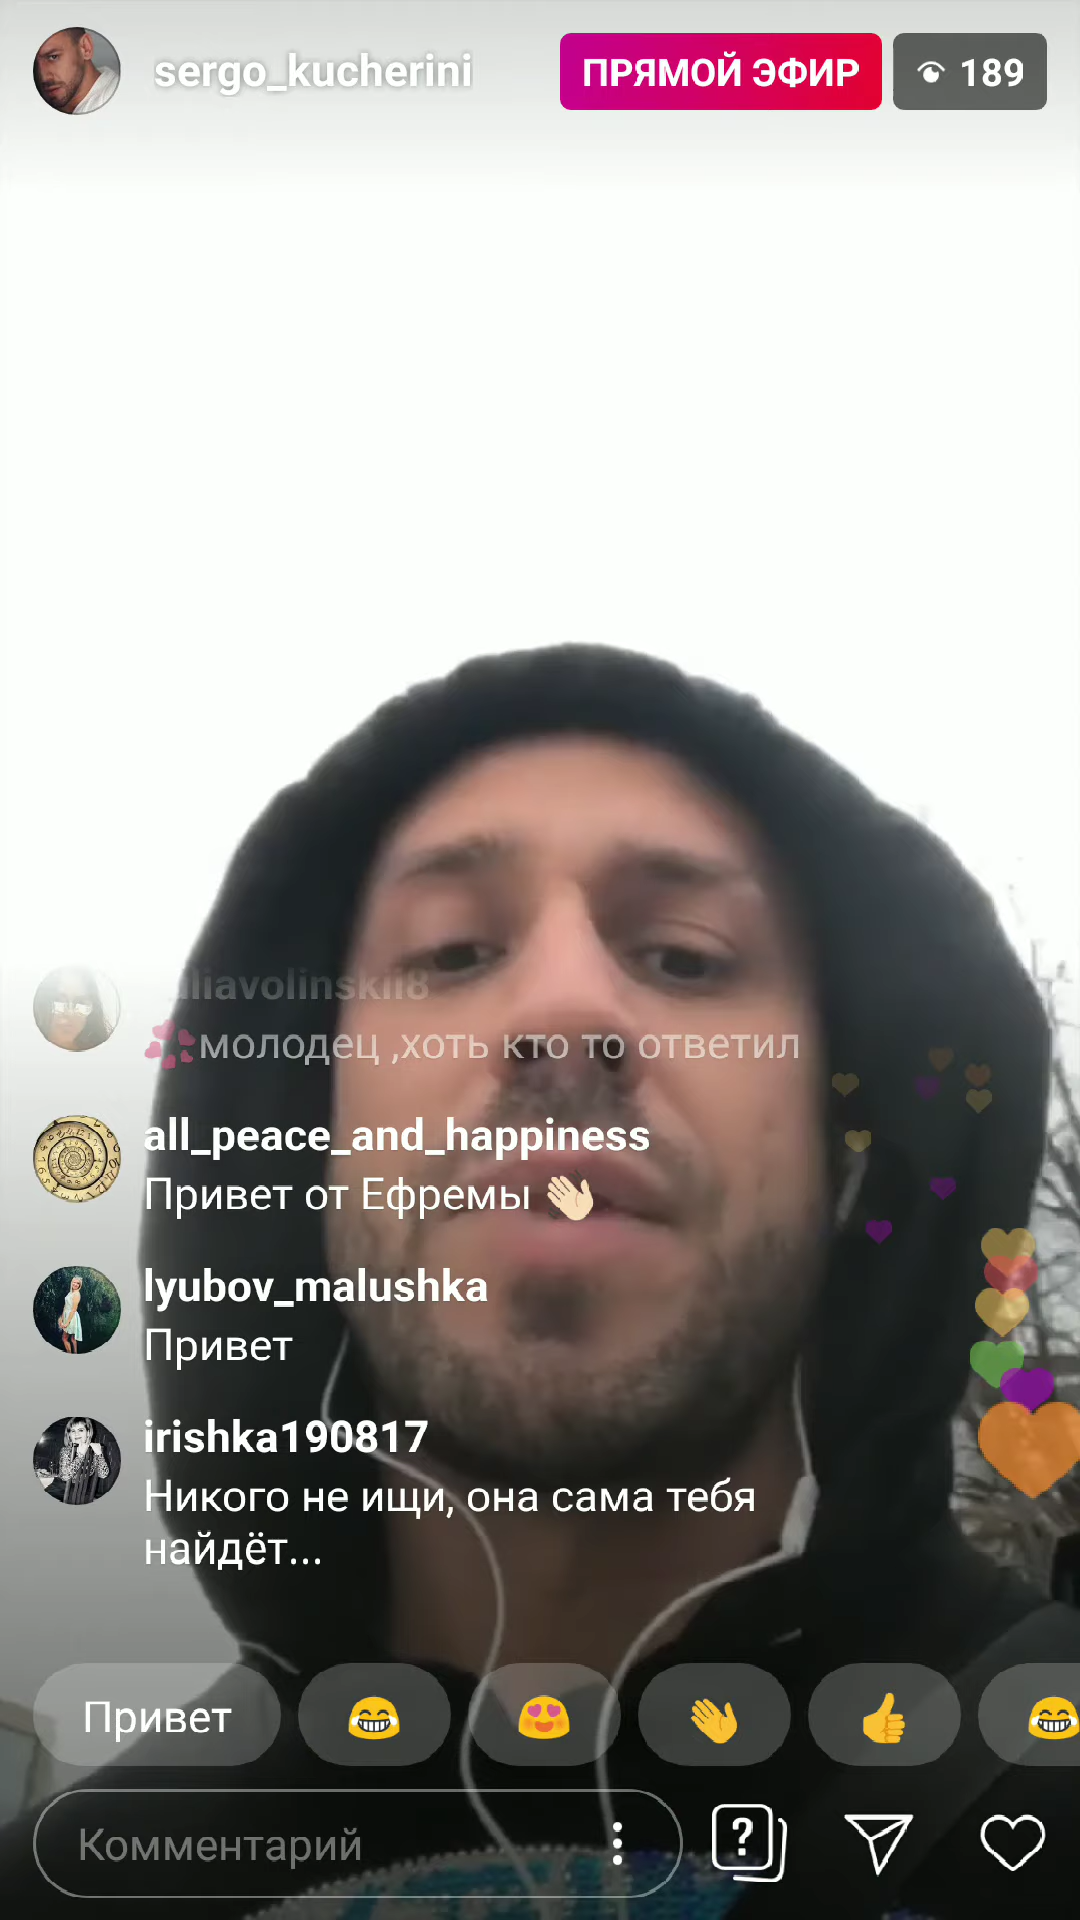 sergo_kucherini
ПРЯМОЙ ЭФИР
189
💞молодец ,хоть кто то ответил
all_peace_and_happiness
Привет от Ефремы 👋🏻
lyubov_malushka
Привет
irishka190817
Никого не ищи, она сама тебя
найдёт...
Привет 😂 😍 👋 👍 😂
Комментарий